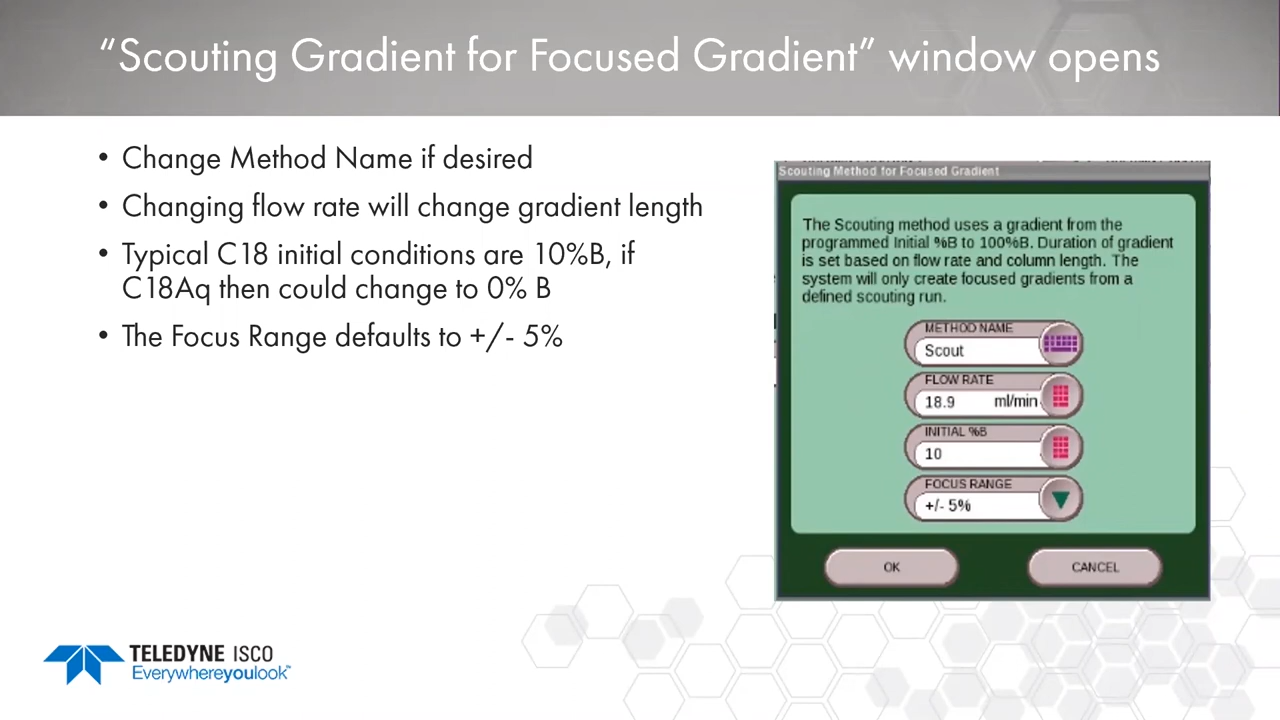 “Scouting Gradient for Focused Gradient” window opens
• Change Method Name if desired
• Changing flow rate will change gradient length
• Typical C18 initial conditions are 10%B, if
C18Aq then could change to 0% B
• The Focus Range defaults to +/- 5%
Scouting Method for Focused Gradient
The Scouting method uses a gradient from the
programmed Initial %B to 100%B. Duration of gradient
is set based on flow rate and column length. The
system will only create focused gradients from a
defined scouting run.
METHOD NAME
Scout
FLOW RATE
18.9 ml/min
INITIAL %B
10
FOCUS RANGE
+/- 5%
OK
CANCEL
TELEDYNE ISCO
Everywhereyoulook™